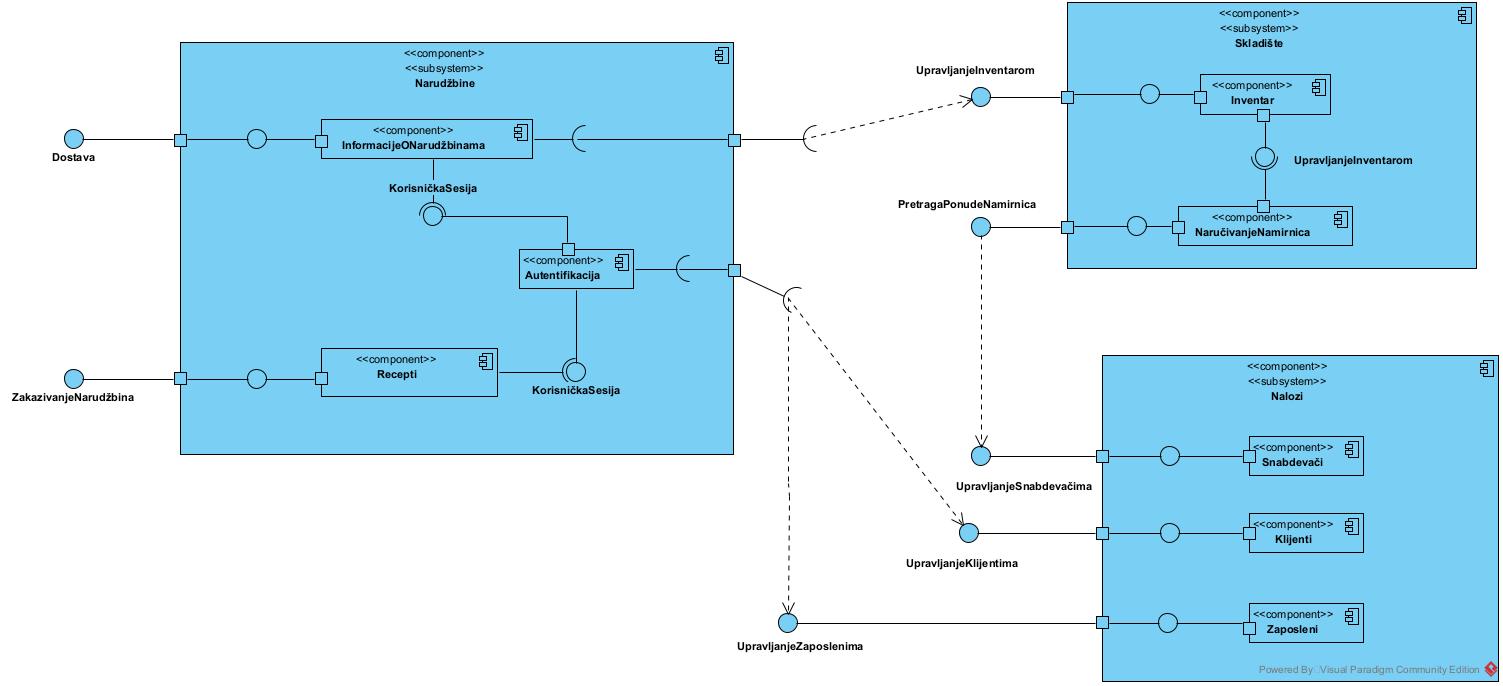 <<component>>
<<subsystem>>
Narudžbine
Dostava
<<component>>
InformacijeONarudžbinama
KorisničkaSesija
<<component>>
Autentifikacija
<<component>>
Recepti
KorisničkaSesija
ZakazivanjeNarudžbina
<<component>>
<<subsystem>>
Skladište
UpravljanjeInventarom
<<component>>
Inventar
UpravljanjeInventarom
PretragaPonudeNamirnica
<<component>>
NaručivanjeNamirnica
<<component>>
<<subsystem>>
Nalozi
<<component>>
Snabdevači
UpravljanjeSnabdevačima
<<component>>
Klijenti
UpravljanjeKlijentima
<<component>>
Zaposleni
UpravljanjeZaposlenima
Powered By Visual Paradigm Community Edition